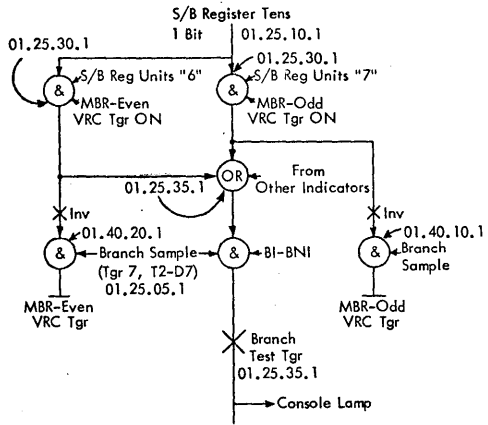 S/B Register Tens
1 Bit
01.25.10.1
01.25.30.1
01.25.30.1
S/B Reg Units "6"
S/B Reg Units "7"
&
&
MBR-Even
VRC Tgr ON
MBR-Odd
VRC Tgr ON
OR
From
Other Indicators
01.25.35.1
Inv
Inv
01.40.20.1
01.40.10.1
&
Branch Sample
(Tgr 7, T2-D7)
01.25.05.1
&
BI-BNI
&
Branch
Sample
MBR-Even
VRC Tgr
MBR-Odd
VRC Tgr
Branch
Test Tgr
01.25.35.1
Console Lamp